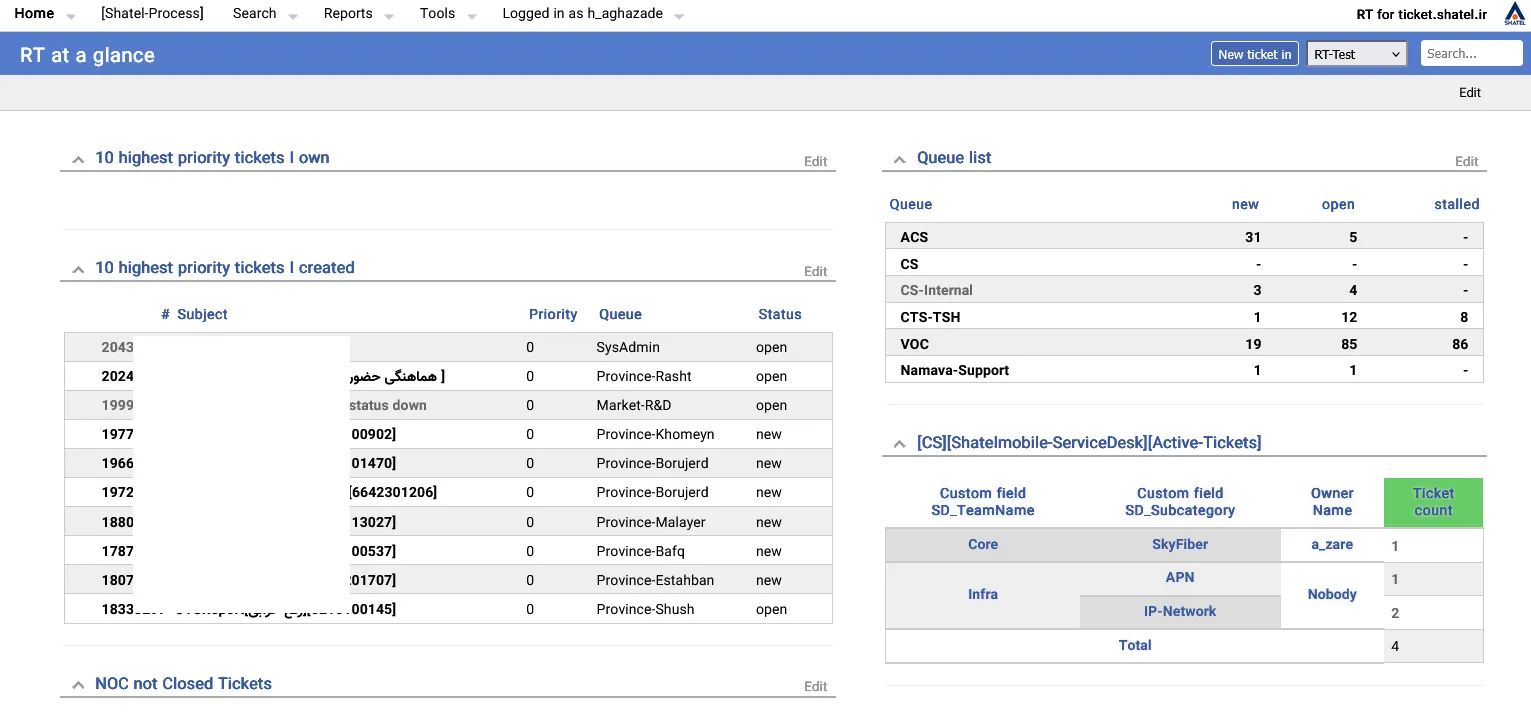 Home [Shatel-Process] Search Reports Tools Logged in as h_aghazade RT for ticket.shatel.ir
SHATEL
RT at a glance New ticket in RT-Test Search...
Edit
10 highest priority tickets I own Edit
10 highest priority tickets I created Edit
# Subject Priority Queue Status
2043 0 SysAdmin open
2024 هماهنگی حضور ] 0 Province-Rasht open
1999 status down 0 Market-R&D open
1977 00902] 0 Province-Khomeyn new
1966 01470] 0 Province-Borujerd new
1972 [6642301206] 0 Province-Borujerd new
1880 13027] 0 Province-Malayer new
1787 00537] 0 Province-Bafq new
1807 201707] 0 Province-Estahban new
1833 00145] 0 Province-Shush open
NOC not Closed Tickets Edit
Queue list Edit
Queue new open stalled
ACS 31 5 -
CS - - -
CS-Internal 3 4 -
CTS-TSH 1 12 8
VOC 19 85 86
Namava-Support 1 1 -
[CS][Shatelmobile-ServiceDesk][Active-Tickets]
Custom field Custom field Owner Ticket
SD_TeamName SD_Subcategory Name count
Core SkyFiber a_zare 1
APN 1
Infra Nobody
IP-Network 2
Total 4